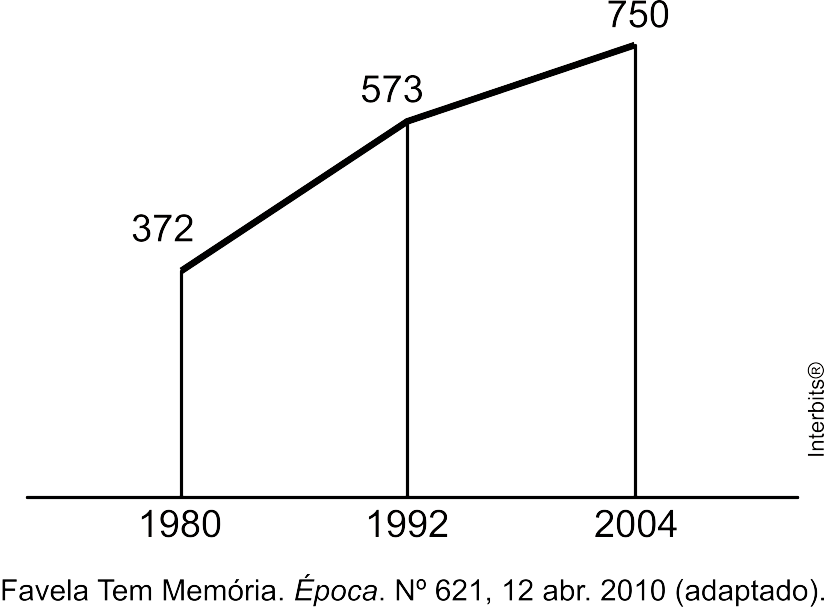 750
573
372
Interbits®
1980 1992 2004
Favela Tem Memória. Época. Nº 621, 12 abr. 2010 (adaptado).